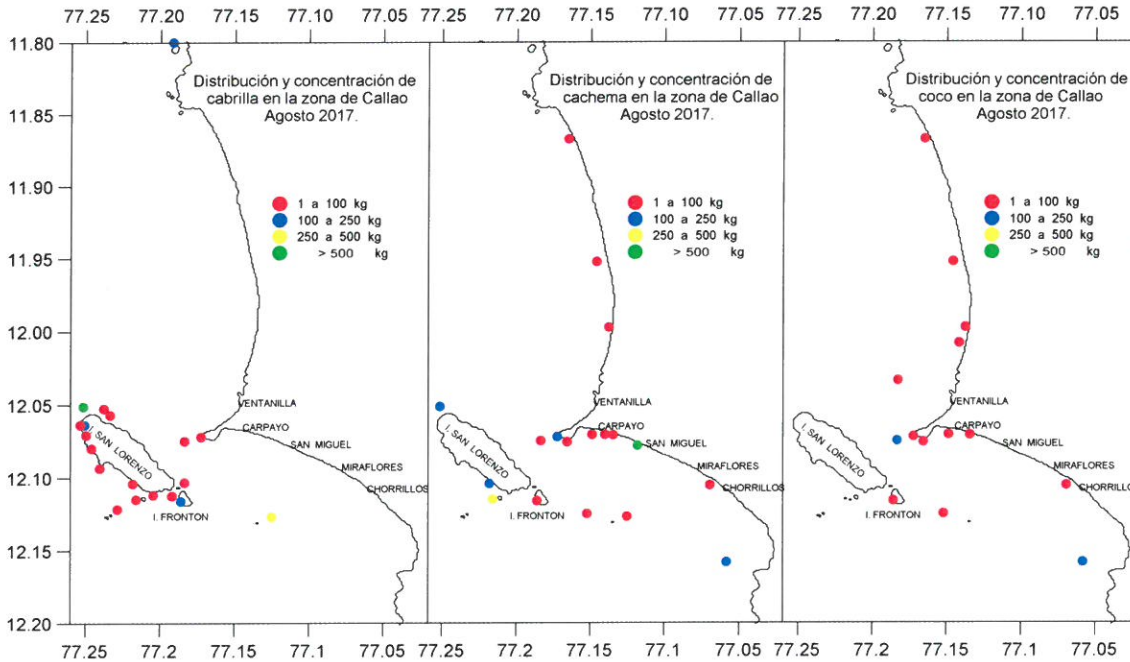 77.25 77.20 77.15 77.10 77.05 77.25 77.20 77.15 77.10 77.05 77.25 77.20 77.15 77.10 77.05
11.80
11.85
11.90
11.95
12.00
12.05
12.10
12.15
12.20
Distribución y concentración de
cabrilla en la zona de Callao
Agosto 2017.
1 a 100 kg
100 a 250 kg
250 a 500 kg
> 500 kg
VENTANILLA
CARPAYO
SAN MIGUEL
MIRAFLORES
CHORRILLOS
I. SAN LORENZO
I. FRONTON
Distribución y concentración de
cachema en la zona de Callao
Agosto 2017.
1 a 100 kg
100 a 250 kg
250 a 500 kg
> 500 kg
VENTANILLA
CARPAYO
SAN MIGUEL
MIRAFLORES
CHORRILLOS
I. SAN LORENZO
I. FRONTON
Distribución y concentración de
coco en la zona de Callao
Agosto 2017.
1 a 100 kg
100 a 250 kg
250 a 500 kg
> 500 kg
VENTANILLA
CARPAYO
SAN MIGUEL
MIRAFLORES
CHORRILLOS
I. SAN LORENZO
I. FRONTON
77.25 77.20 77.15 77.10 77.05 77.25 77.20 77.15 77.10 77.05 77.25 77.20 77.15 77.10 77.05